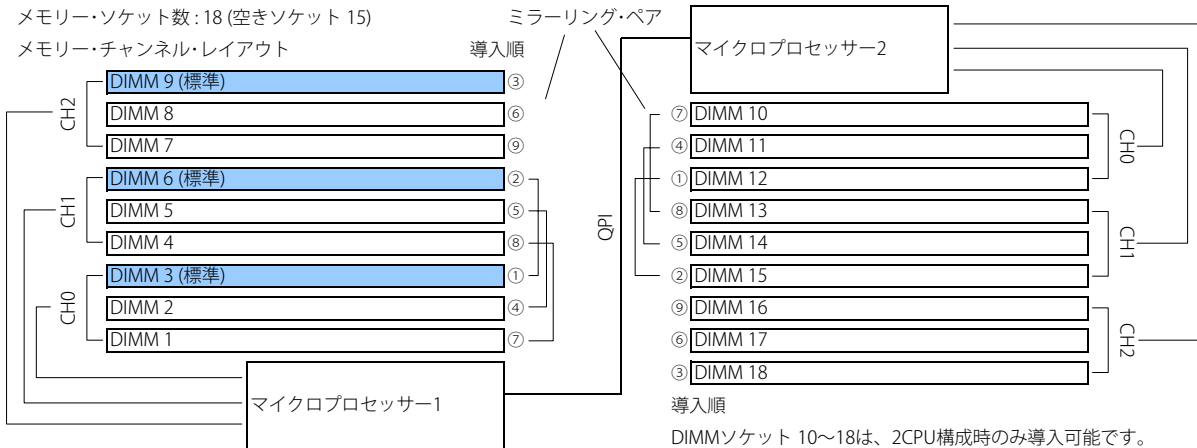 メモリー・ソケット数 : 18 (空きソケット 15)
メモリー・チャンネル・レイアウト
導入順
ミラーリング・ペア
DIMM 9 (標準) ③
DIMM 8 ⑥
DIMM 7 ⑨
CH2
DIMM 6 (標準) ②
DIMM 5 ⑤
DIMM 4 ⑧
CH1
DIMM 3 (標準) ①
DIMM 2 ④
DIMM 1 ⑦
CH0
マイクロプロセッサー1
QPI
マイクロプロセッサー2
⑦ DIMM 10
④ DIMM 11
① DIMM 12
CH0
⑧ DIMM 13
⑤ DIMM 14
② DIMM 15
CH1
⑨ DIMM 16
⑥ DIMM 17
③ DIMM 18
CH2
導入順
DIMMソケット 10～18は、2CPU構成時のみ導入可能です。